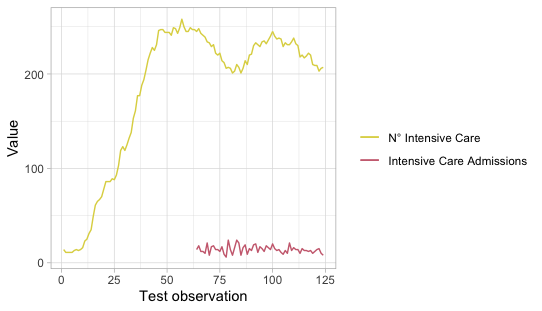 Value
200
100
0
0
25
50
75
100
125
Test observation
N° Intensive Care
Intensive Care Admissions